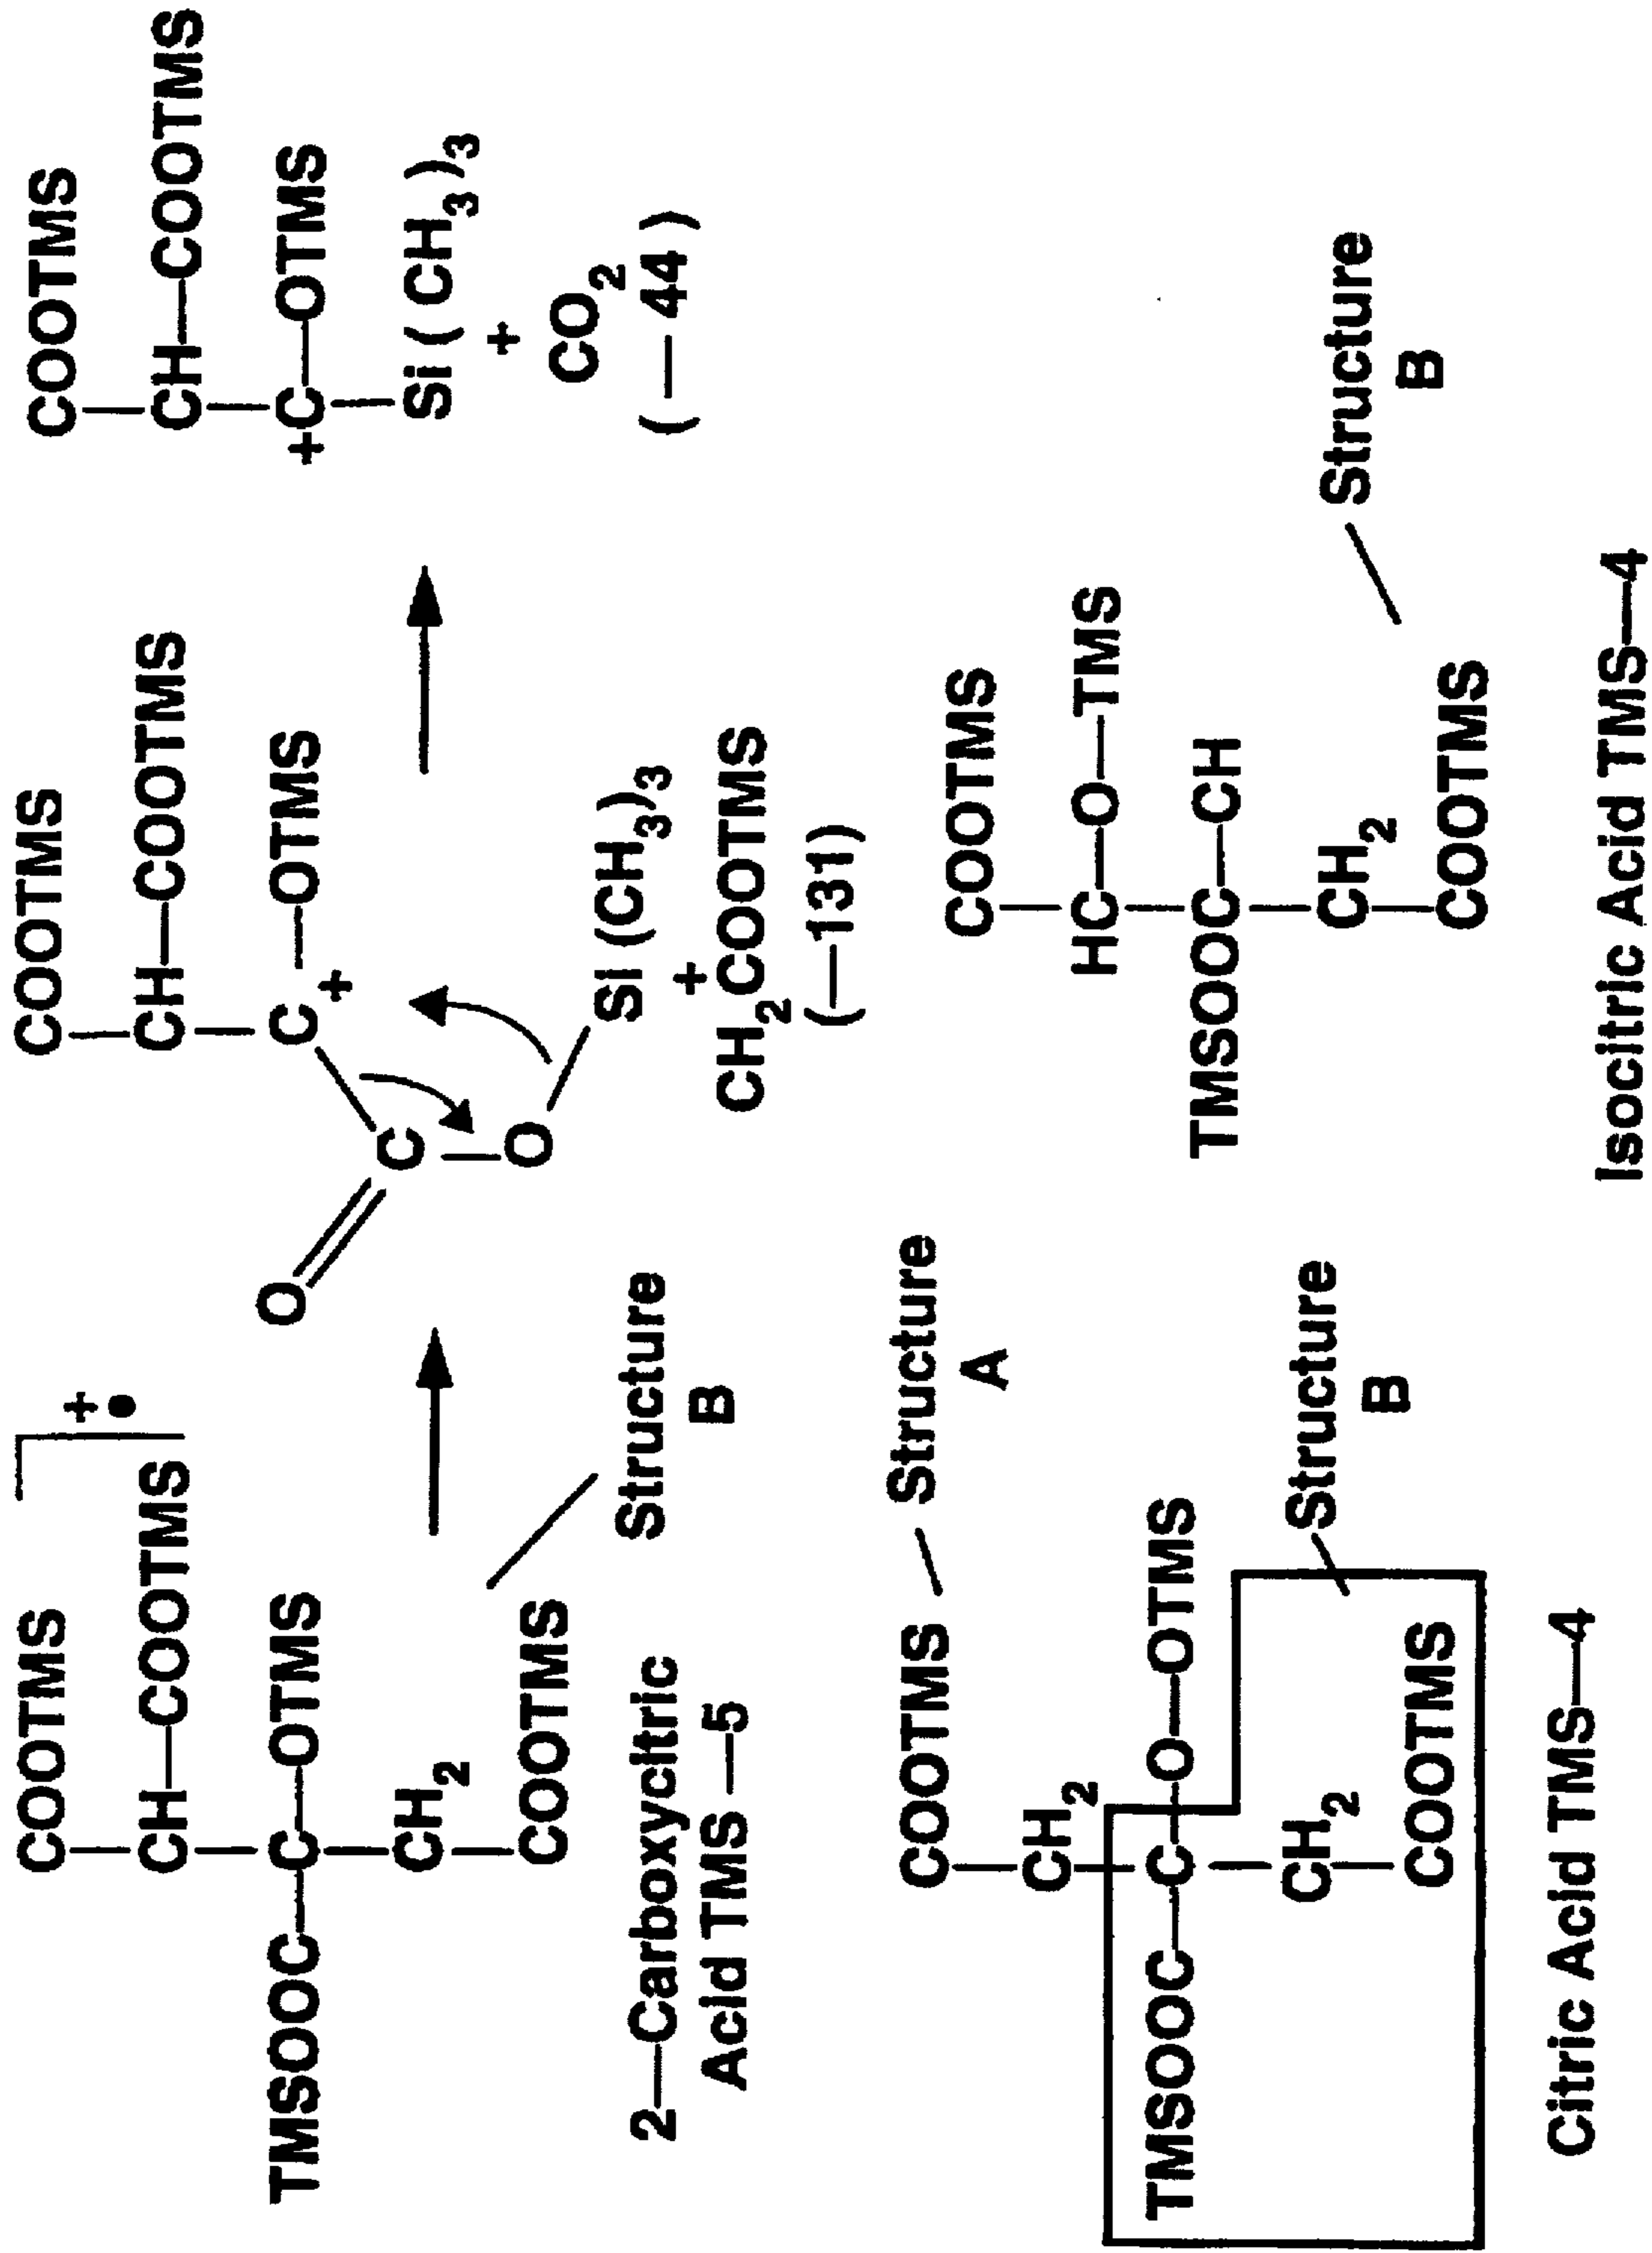 COOTMS
CH—COOTMS
+•
TMSOOC—C—OTMS
CH2
COOTMS
2—Carboxycitric
Acid TMS—5
Structure
B
COOTMS
CH—COOTMS
C—OTMS
+
O
C
O
Si(CH3)3
+
CH2COOTMS
(—131)
COOTMS
CH—COOTMS
+C—OTMS
Si(CH3)3
+
CO2
(—44)
COOTMS
Structure
A
CH2
TMSOOC—C—O—OTMS
CH2
COOTMS
Structure
B
Citric Acid TMS—4
COOTMS
HC—O—TMS
TMSOOC—CH
CH2
COOTMS
Structure
B
Isocitric Acid TMS—4